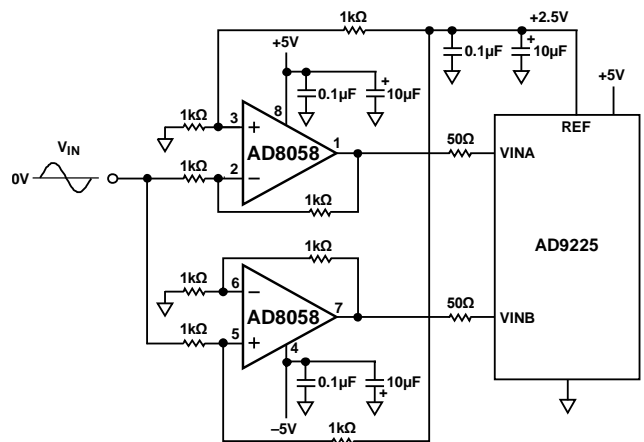 1kΩ
+2.5V
+5V
0.1µF
10µF
+
+5V
0.1µF
10µF
+
1kΩ
3
+
8
REF
AD8058
1
50Ω
VINA
VIN
0V
1kΩ
2
−
1kΩ
AD9225
1kΩ
1kΩ
6
−
AD8058
7
50Ω
VINB
1kΩ
5
+
4
0.1µF
10µF
+
−5V
1kΩ